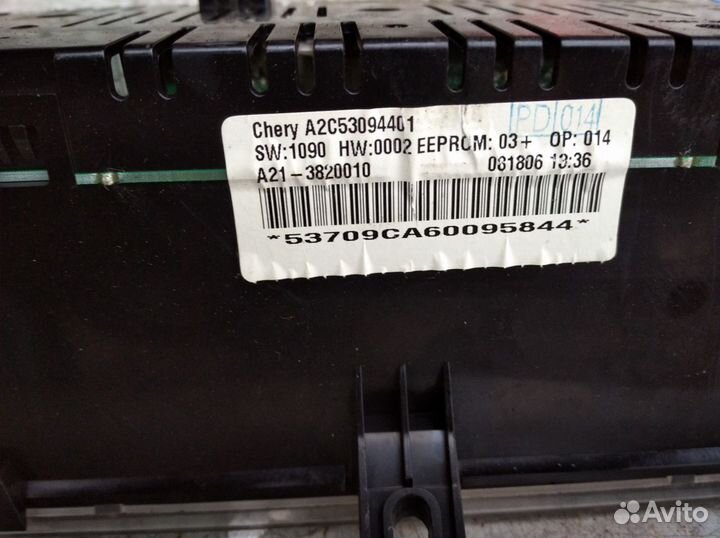 Chery A2C53094401
PD 014
SW:1090 HW:0002 EEPROM: 03+ OP: 014
A21-3820010 081806 13:36
*53709CA60095844*
Avito